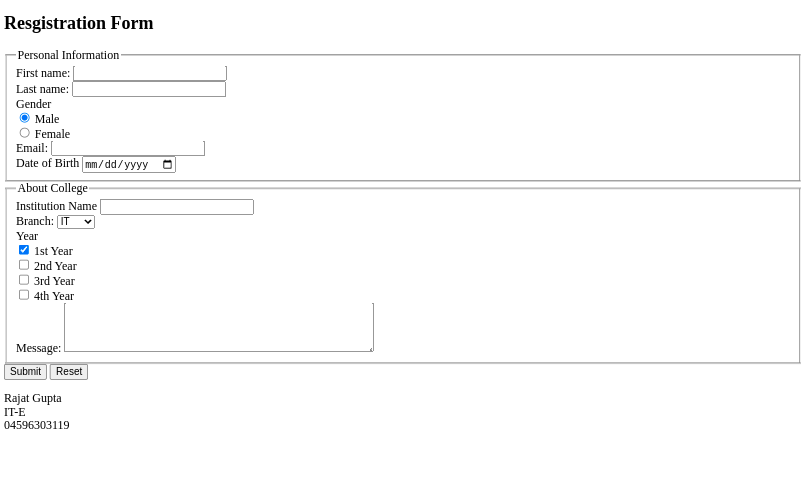 Resgistration Form
Personal Information
First name:
Last name:
Gender
Male
Female
Email:
Date of Birth mm/dd/yyyy
About College
Institution Name
Branch: IT
Year
1st Year
2nd Year
3rd Year
4th Year
Message:
Submit Reset
Rajat Gupta
IT-E
04596303119